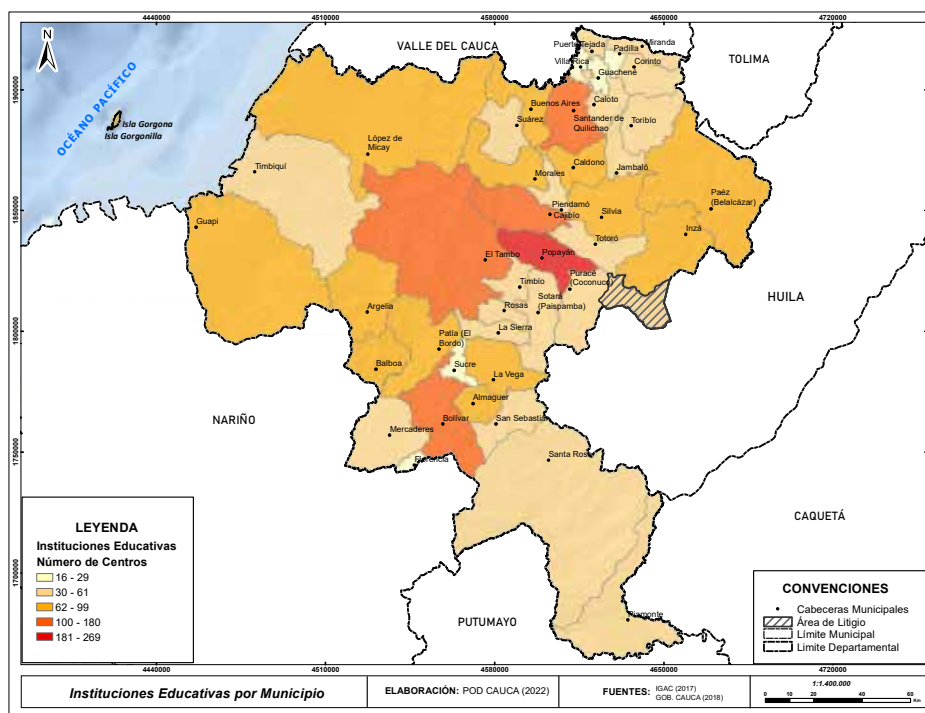 4440000 4510000 4580000 4650000 4720000
N
VALLE DEL CAUCA
TOLIMA
HUILA
CAQUETÁ
PUTUMAYO
NARIÑO
OCÉANO PACÍFICO
Isla Gorgona
Isla Gorgonilla
1900000
1850000
1800000
1750000
1700000
Puerto Tejada
Padilla
Miranda
Villa Rica
Corinto
Guachené
Buenos Aires
Caloto
Suárez
Santander de
Quilichao
Toribío
López de
Micay
Timbiquí
Caldono
Jambaló
Morales
Paéz
(Belalcázar)
Piendamó
Cajibío
Silvia
Guapi
Inzá
Totoró
El Tambo
Popayán
Puracé
(Coconuco)
Timbío
Sotará
(Paispamba)
Rosas
Argelia
La Sierra
Patía (El
Bordo)
Balboa
Sucre
La Vega
Almaguer
Bolívar
San Sebastián
Mercaderes
Florencia
Santa Rosa
Piamonte
LEYENDA
Instituciones Educativas
Número de Centros
16 - 29
30 - 61
62 - 99
100 - 180
181 - 269
CONVENCIONES
Cabeceras Municipales
Área de Litigio
Límite Municipal
Limite Departamental
4440000 4510000 4580000 4650000 4720000
Instituciones Educativas por Municipio
ELABORACIÓN: POD CAUCA (2022)
FUENTES: IGAC (2017)
GOB. CAUCA (2018)
1:1.400.000
0 10 20 40 60
Km